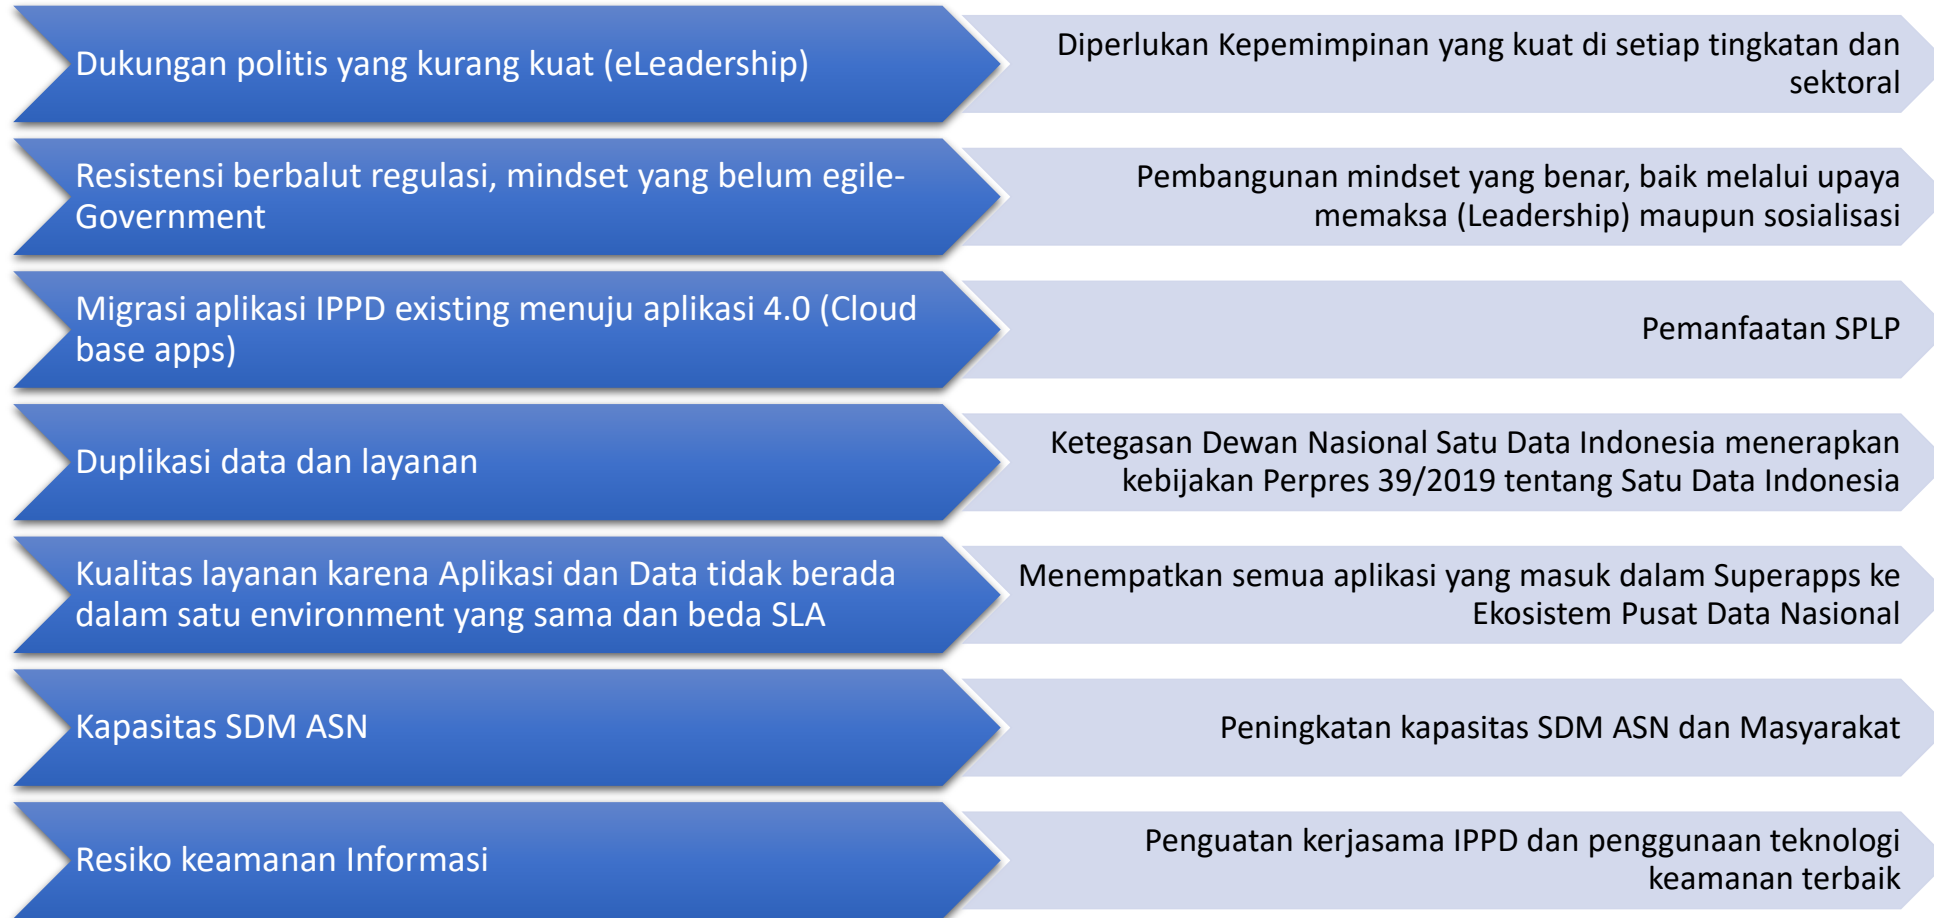 Dukungan politis yang kurang kuat (eLeadership)
Diperlukan Kepemimpinan yang kuat di setiap tingkatan dan
sektoral
Resistensi berbalut regulasi, mindset yang belum egile-
Government
Pembangunan mindset yang benar, baik melalui upaya
memaksa (Leadership) maupun sosialisasi
Migrasi aplikasi IPPD existing menuju aplikasi 4.0 (Cloud
base apps)
Pemanfaatan SPLP
Duplikasi data dan layanan
Ketegasan Dewan Nasional Satu Data Indonesia menerapkan
kebijakan Perpres 39/2019 tentang Satu Data Indonesia
Kualitas layanan karena Aplikasi dan Data tidak berada
dalam satu environment yang sama dan beda SLA
Menempatkan semua aplikasi yang masuk dalam Superapps ke
Ekosistem Pusat Data Nasional
Kapasitas SDM ASN
Peningkatan kapasitas SDM ASN dan Masyarakat
Resiko keamanan Informasi
Penguatan kerjasama IPPD dan penggunaan teknologi
keamanan terbaik